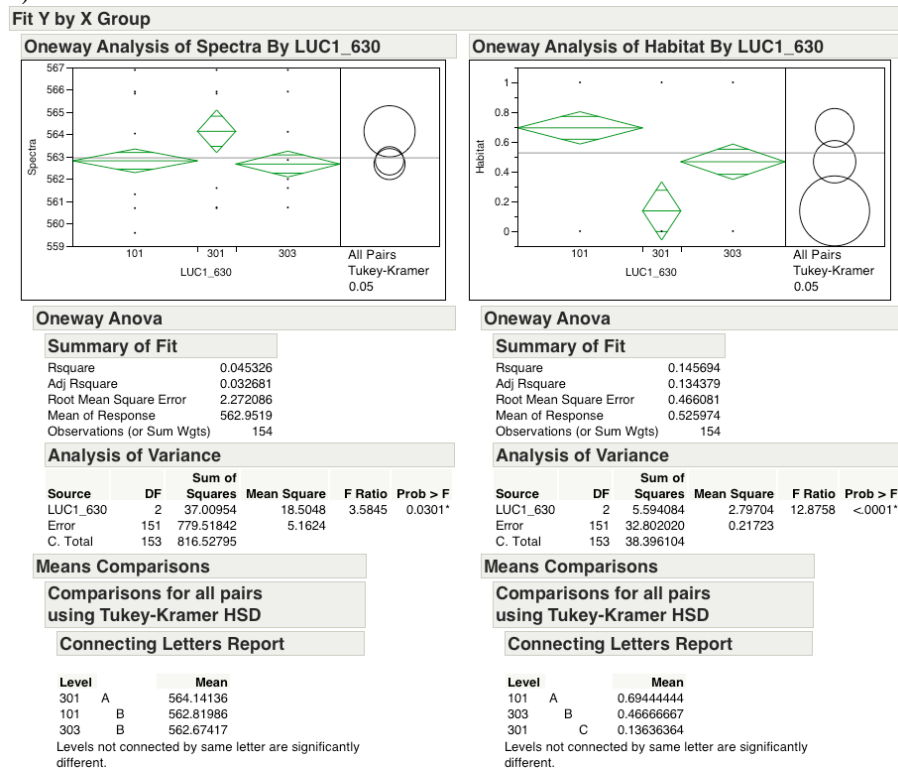 )
Fit Y by X Group
Oneway Analysis of Spectra By LUC1_630
567
566
565
564
563
562
561
560
559
Spectra
101 301 303
LUC1_630
All Pairs
Tukey-Kramer
0.05
Oneway Anova
Summary of Fit
Rsquare 0.045326
Adj Rsquare 0.032681
Root Mean Square Error 2.272086
Mean of Response 562.9519
Observations (or Sum Wgts) 154
Analysis of Variance
Sum of
Source DF Squares Mean Square F Ratio Prob > F
LUC1_630 2 37.00954 18.5048 3.5845 0.0301*
Error 151 779.51842 5.1624
C. Total 153 816.52795
Means Comparisons
Comparisons for all pairs
using Tukey-Kramer HSD
Connecting Letters Report
Level Mean
301 A 564.14136
101 B 562.81986
303 B 562.67417
Levels not connected by same letter are significantly
different.
Oneway Analysis of Habitat By LUC1_630
1
0.8
0.6
0.4
0.2
0
Habitat
101 301 303
LUC1_630
All Pairs
Tukey-Kramer
0.05
Oneway Anova
Summary of Fit
Rsquare 0.145694
Adj Rsquare 0.134379
Root Mean Square Error 0.466081
Mean of Response 0.525974
Observations (or Sum Wgts) 154
Analysis of Variance
Sum of
Source DF Squares Mean Square F Ratio Prob > F
LUC1_630 2 5.594084 2.79704 12.8758 <.0001*
Error 151 32.802020 0.21723
C. Total 153 38.396104
Means Comparisons
Comparisons for all pairs
using Tukey-Kramer HSD
Connecting Letters Report
Level Mean
101 A 0.69444444
303 B 0.46666667
301 C 0.13636364
Levels not connected by same letter are significantly
different.